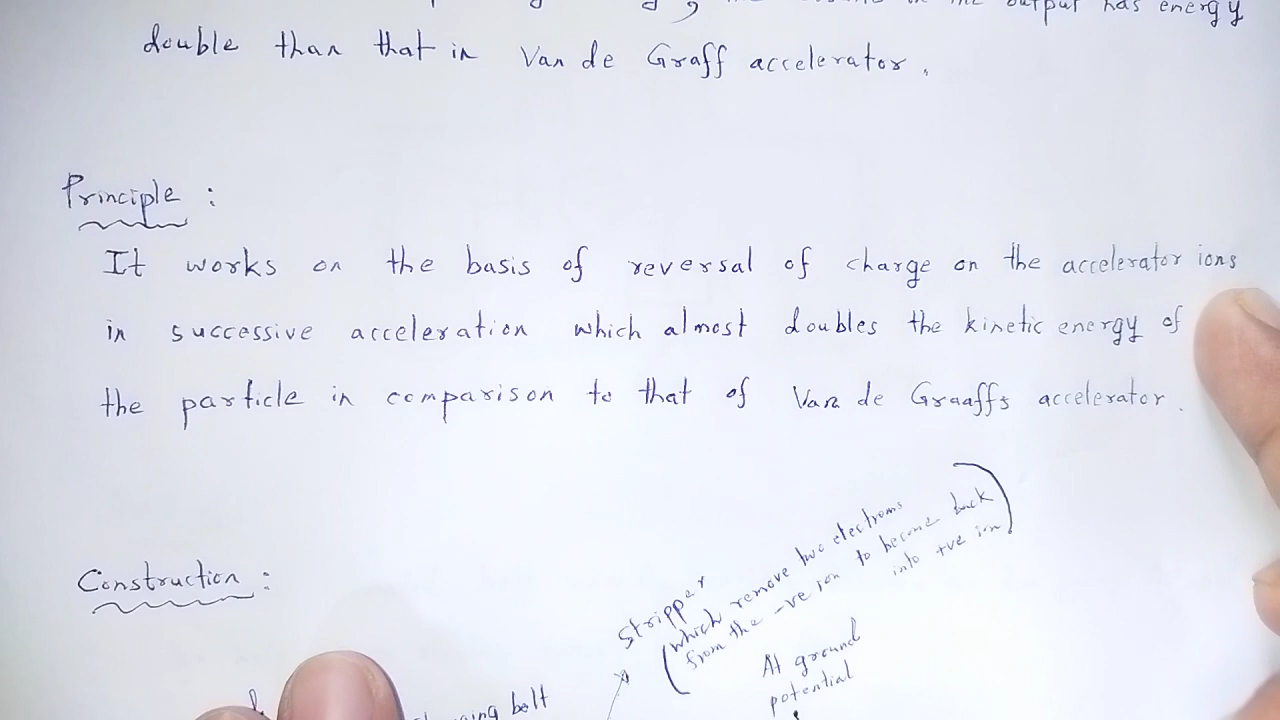 output has energy
double than that in Van de Graff accelerator.
Principle :
It works on the basis of reversal of charge on the accelerator ions
in successive acceleration which almost doubles the kinetic energy of
the particle in comparison to that of Van de Graaffs accelerator.
Construction :
stripper
(which remove two electrons
from the -ve ion to become back
into +ve ion)
At ground
potential
belt